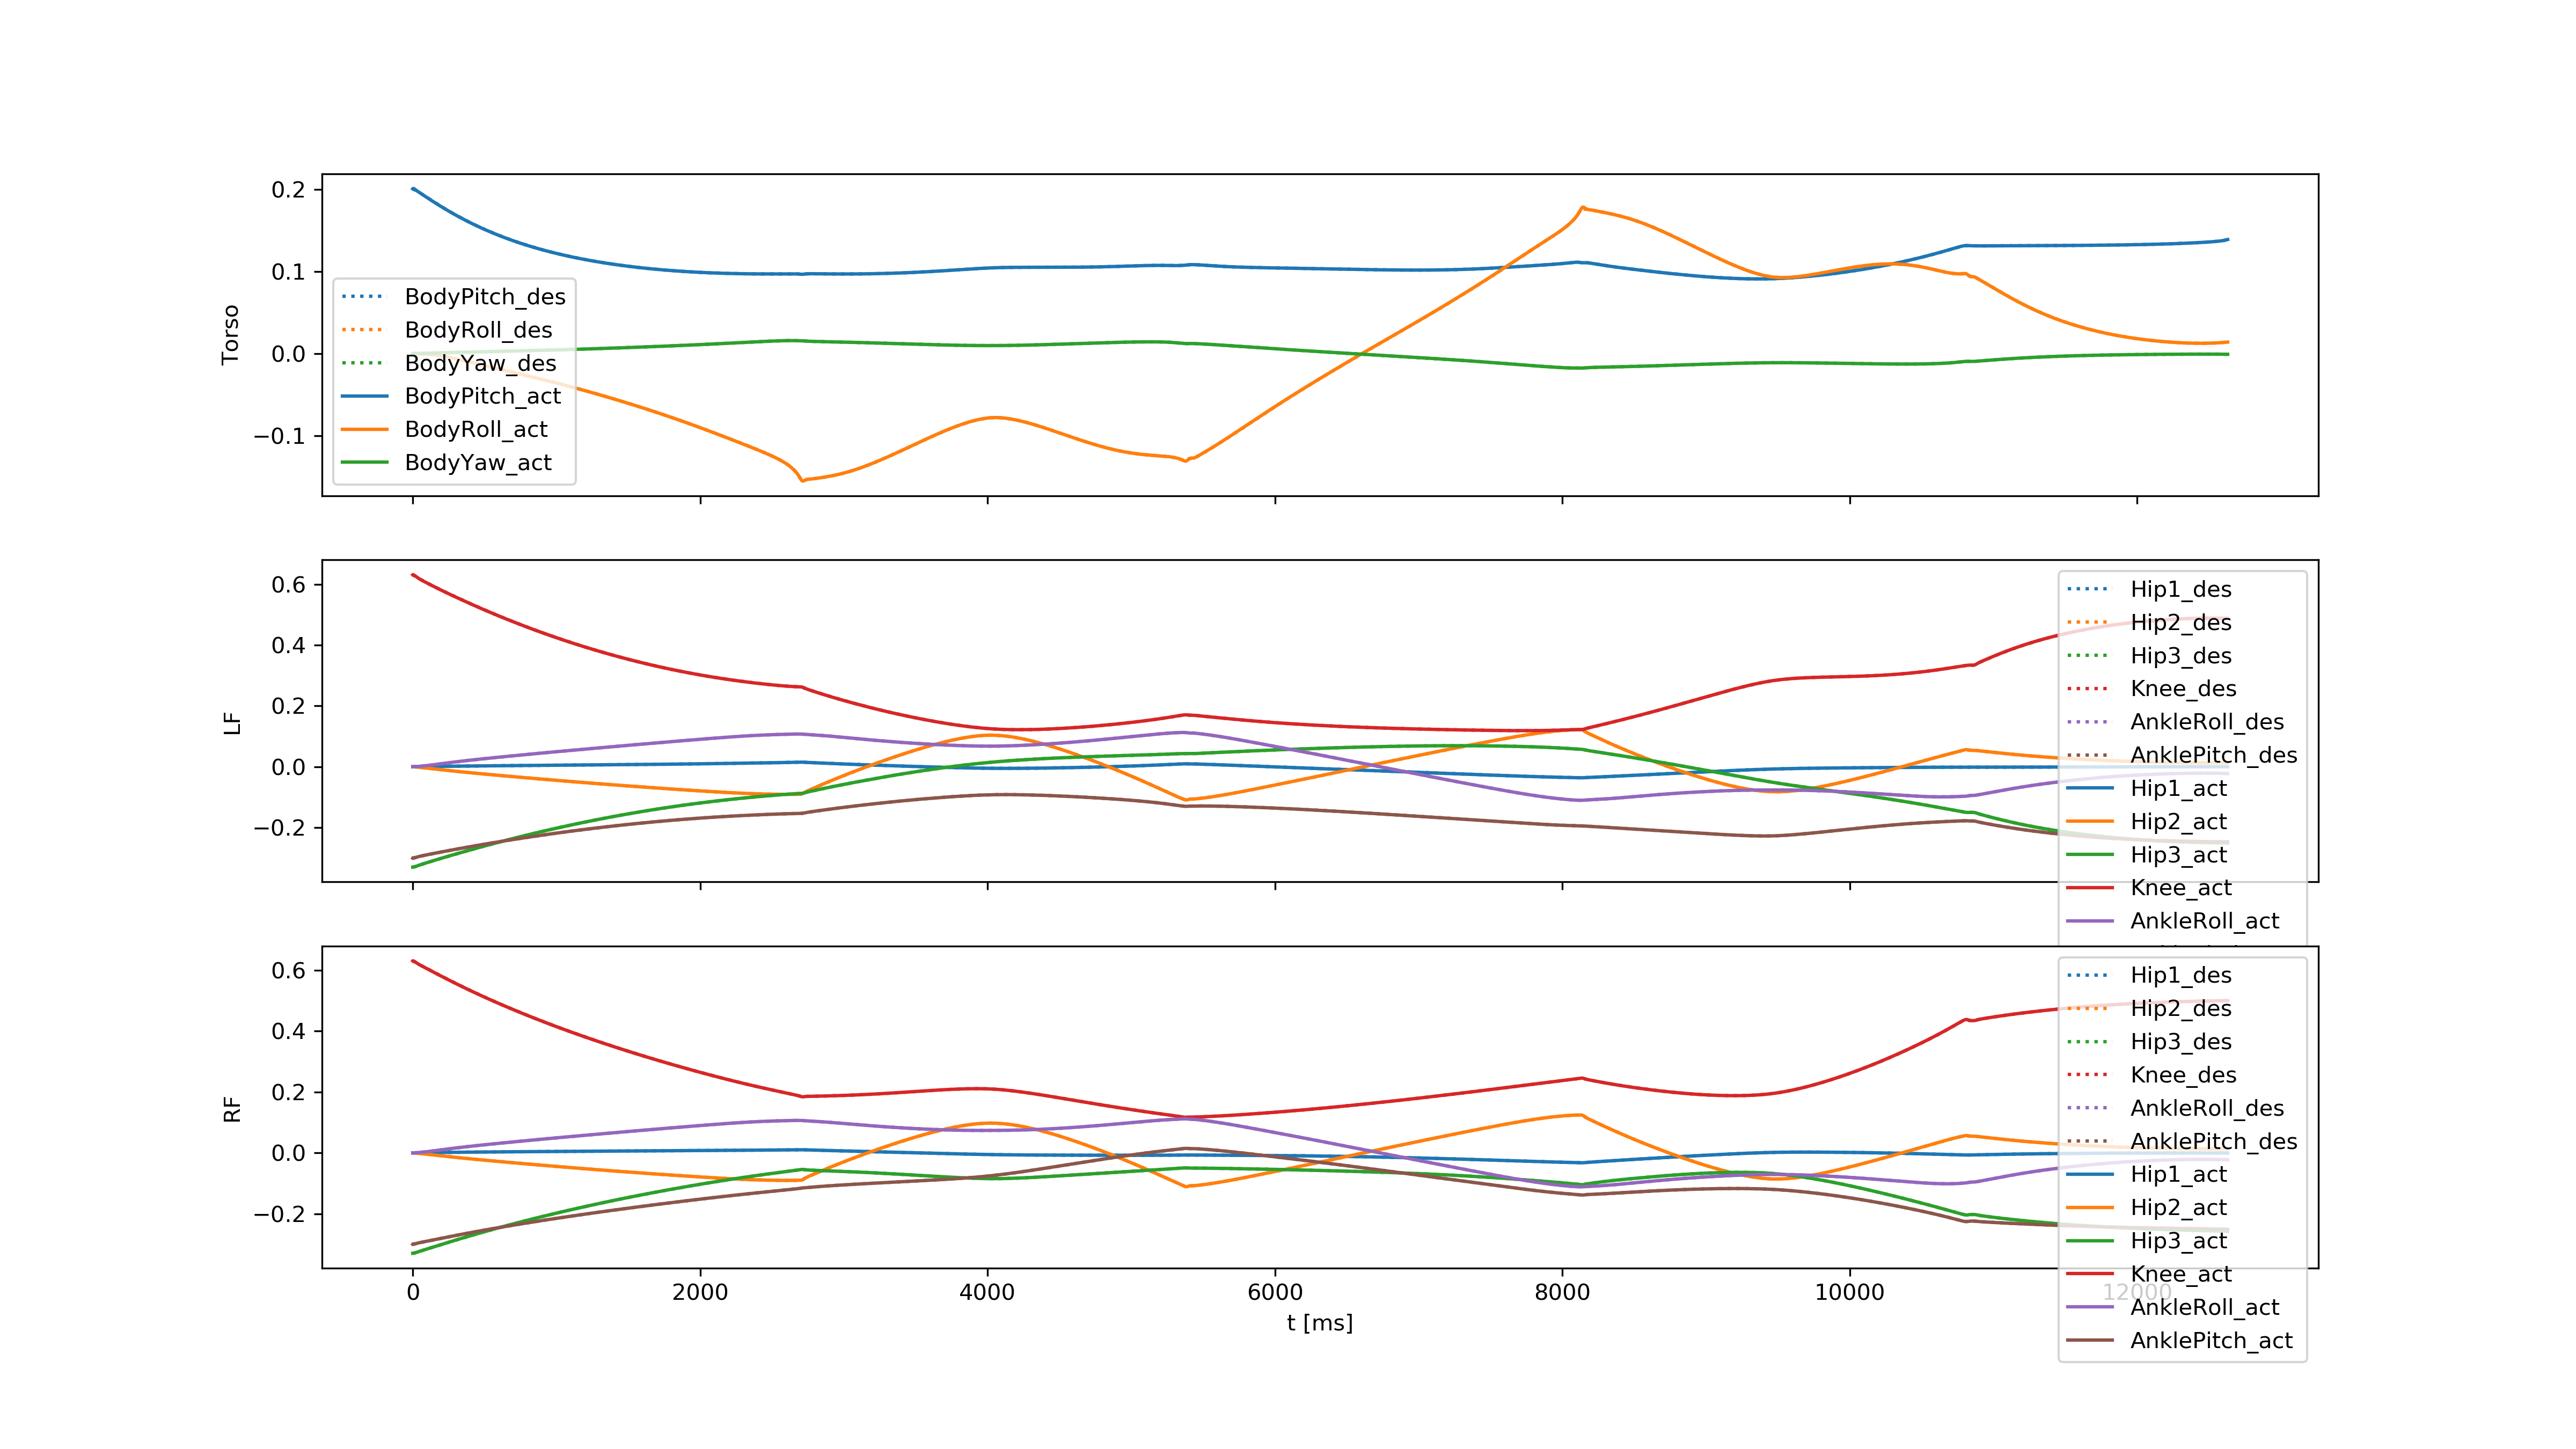 0.2
0.1
0.0
−0.1
Torso
BodyPitch_des
BodyRoll_des
BodyYaw_des
BodyPitch_act
BodyRoll_act
BodyYaw_act
0.6
0.4
0.2
0.0
−0.2
LF
Hip1_des
Hip2_des
Hip3_des
Knee_des
AnkleRoll_des
AnklePitch_des
Hip1_act
Hip2_act
Hip3_act
Knee_act
AnkleRoll_act
0.6
0.4
0.2
0.0
−0.2
RF
Hip1_des
Hip2_des
Hip3_des
Knee_des
AnkleRoll_des
AnklePitch_des
Hip1_act
Hip2_act
Hip3_act
Knee_act
AnkleRoll_act
AnklePitch_act
0 2000 4000 6000 8000 10000 12000
t [ms]